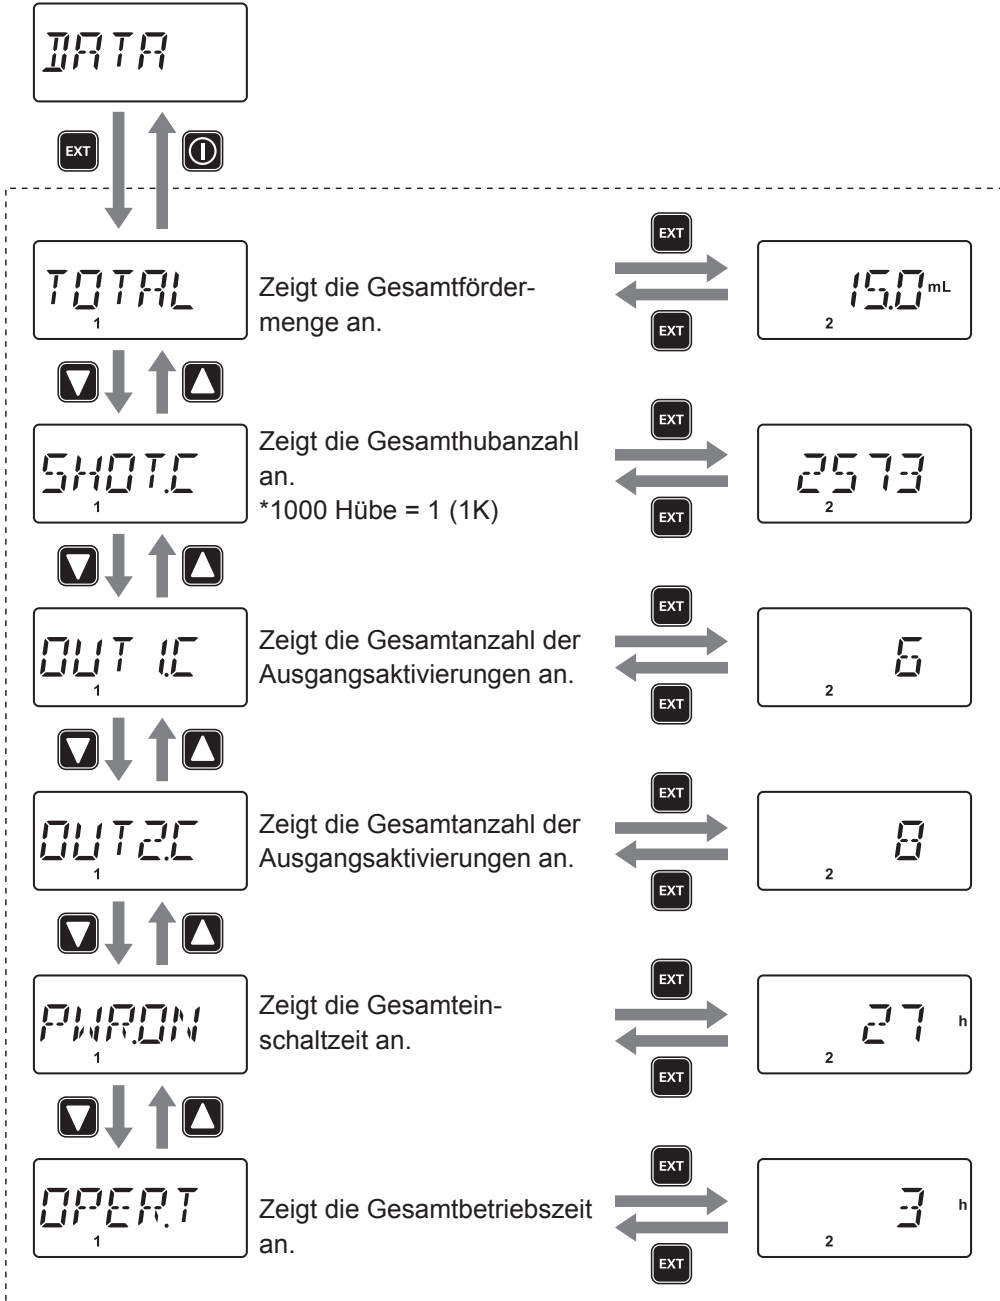 DATA
EXT
EXT
TOTAL
1
Zeigt die Gesamtförder-
menge an.
15.0 mL
2
EXT
EXT
SHOT.C
1
Zeigt die Gesamthubanzahl
an.
*1000 Hübe = 1 (1K)
2573
2
EXT
EXT
OUT1.C
1
Zeigt die Gesamtanzahl der
Ausgangsaktivierungen an.
6
2
EXT
EXT
OUT2.C
1
Zeigt die Gesamtanzahl der
Ausgangsaktivierungen an.
8
2
EXT
EXT
PWR.ON
1
Zeigt die Gesamtein-
schaltzeit an.
27 h
2
EXT
EXT
OPER.T
1
Zeigt die Gesamtbetriebszeit
an.
3 h
2
EXT